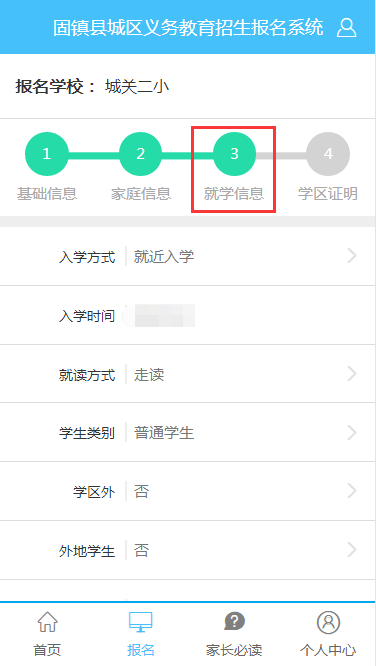 固镇县城区义务教育招生报名系统
报名学校： 城关二小
1 2 3 4
基础信息 家庭信息 就学信息 学区证明
入学方式 就近入学
入学时间
就读方式 走读
学生类别 普通学生
学区外 否
外地学生 否
首页 报名 家长必读 个人中心